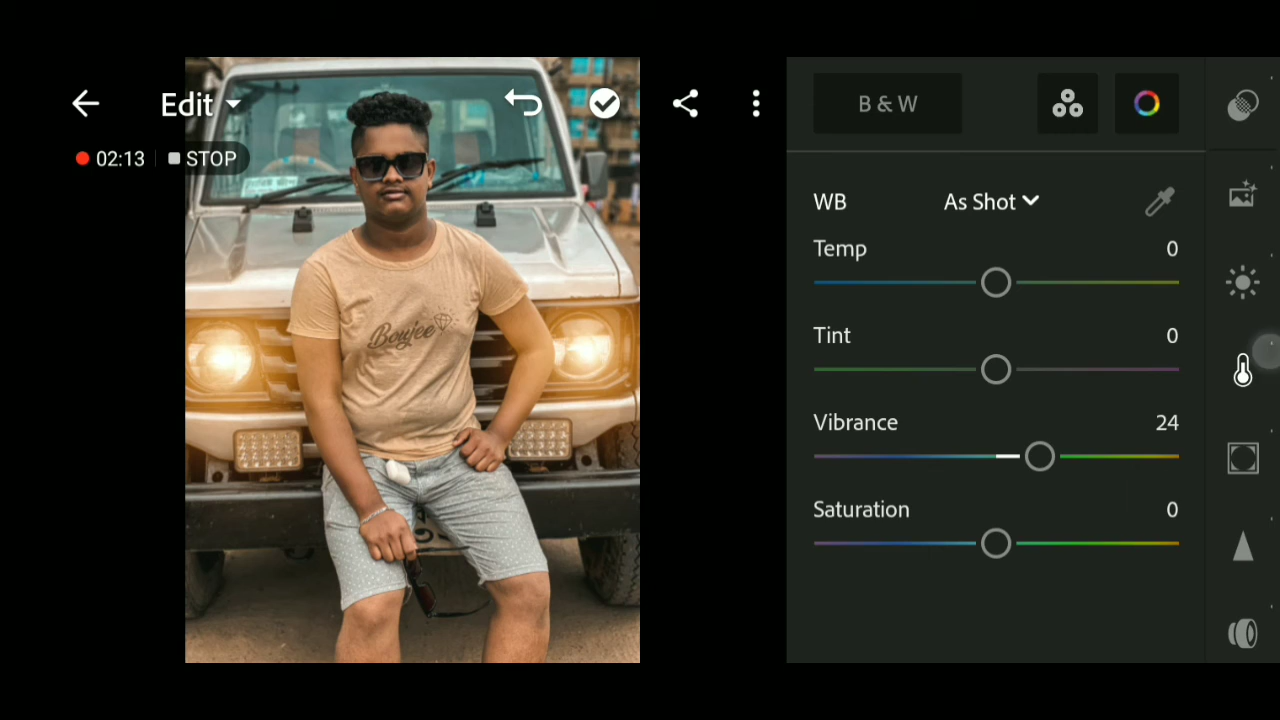 Edit
02:13 STOP
Boujee
B & W
WB As Shot
Temp 0
Tint 0
Vibrance 24
Saturation 0